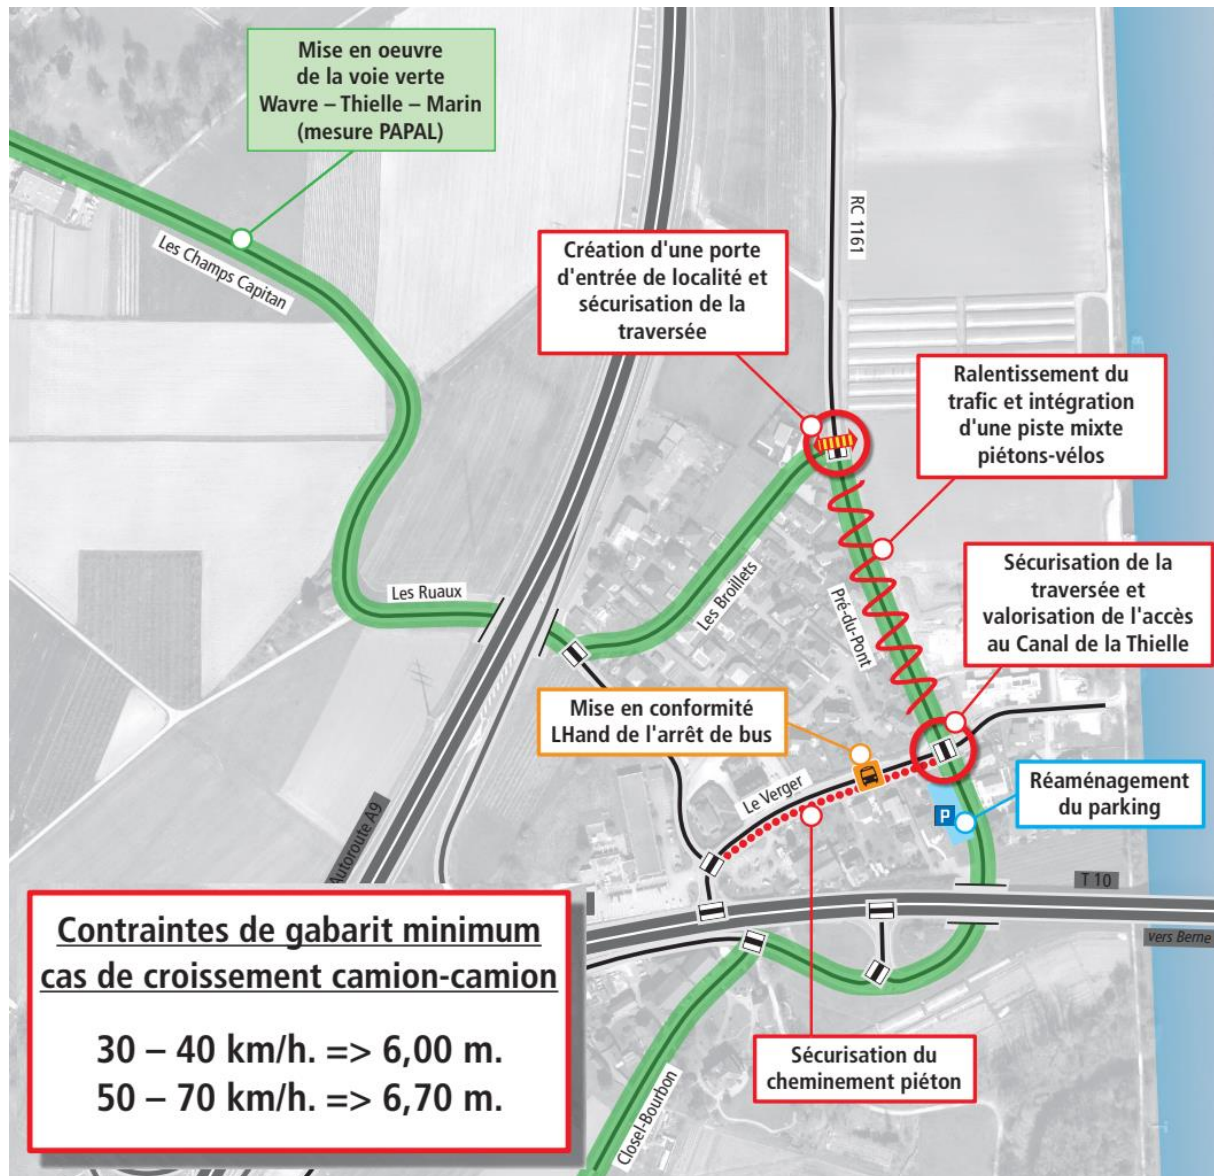 Mise en oeuvre
de la voie verte
Wavre – Thielle – Marin
(mesure PAPAL)
Les Champs Capitan
RC 1161
Création d'une porte
d'entrée de localité et
sécurisation de la
traversée
Ralentissement du
trafic et intégration
d'une piste mixte
piétons-vélos
Les Ruaux
Les Broillets
Pré-du-Pont
Sécurisation de la
traversée et
valorisation de l'accès
au Canal de la Thielle
Mise en conformité
LHand de l'arrêt de bus
Le Verger
P
Réaménagement
du parking
Autoroute A9
T 10
vers Berne
Contraintes de gabarit minimum
cas de croissement camion-camion
30 – 40 km/h. => 6,00 m.
50 – 70 km/h. => 6,70 m.
Sécurisation du
cheminement piéton
Closel-Bourbon